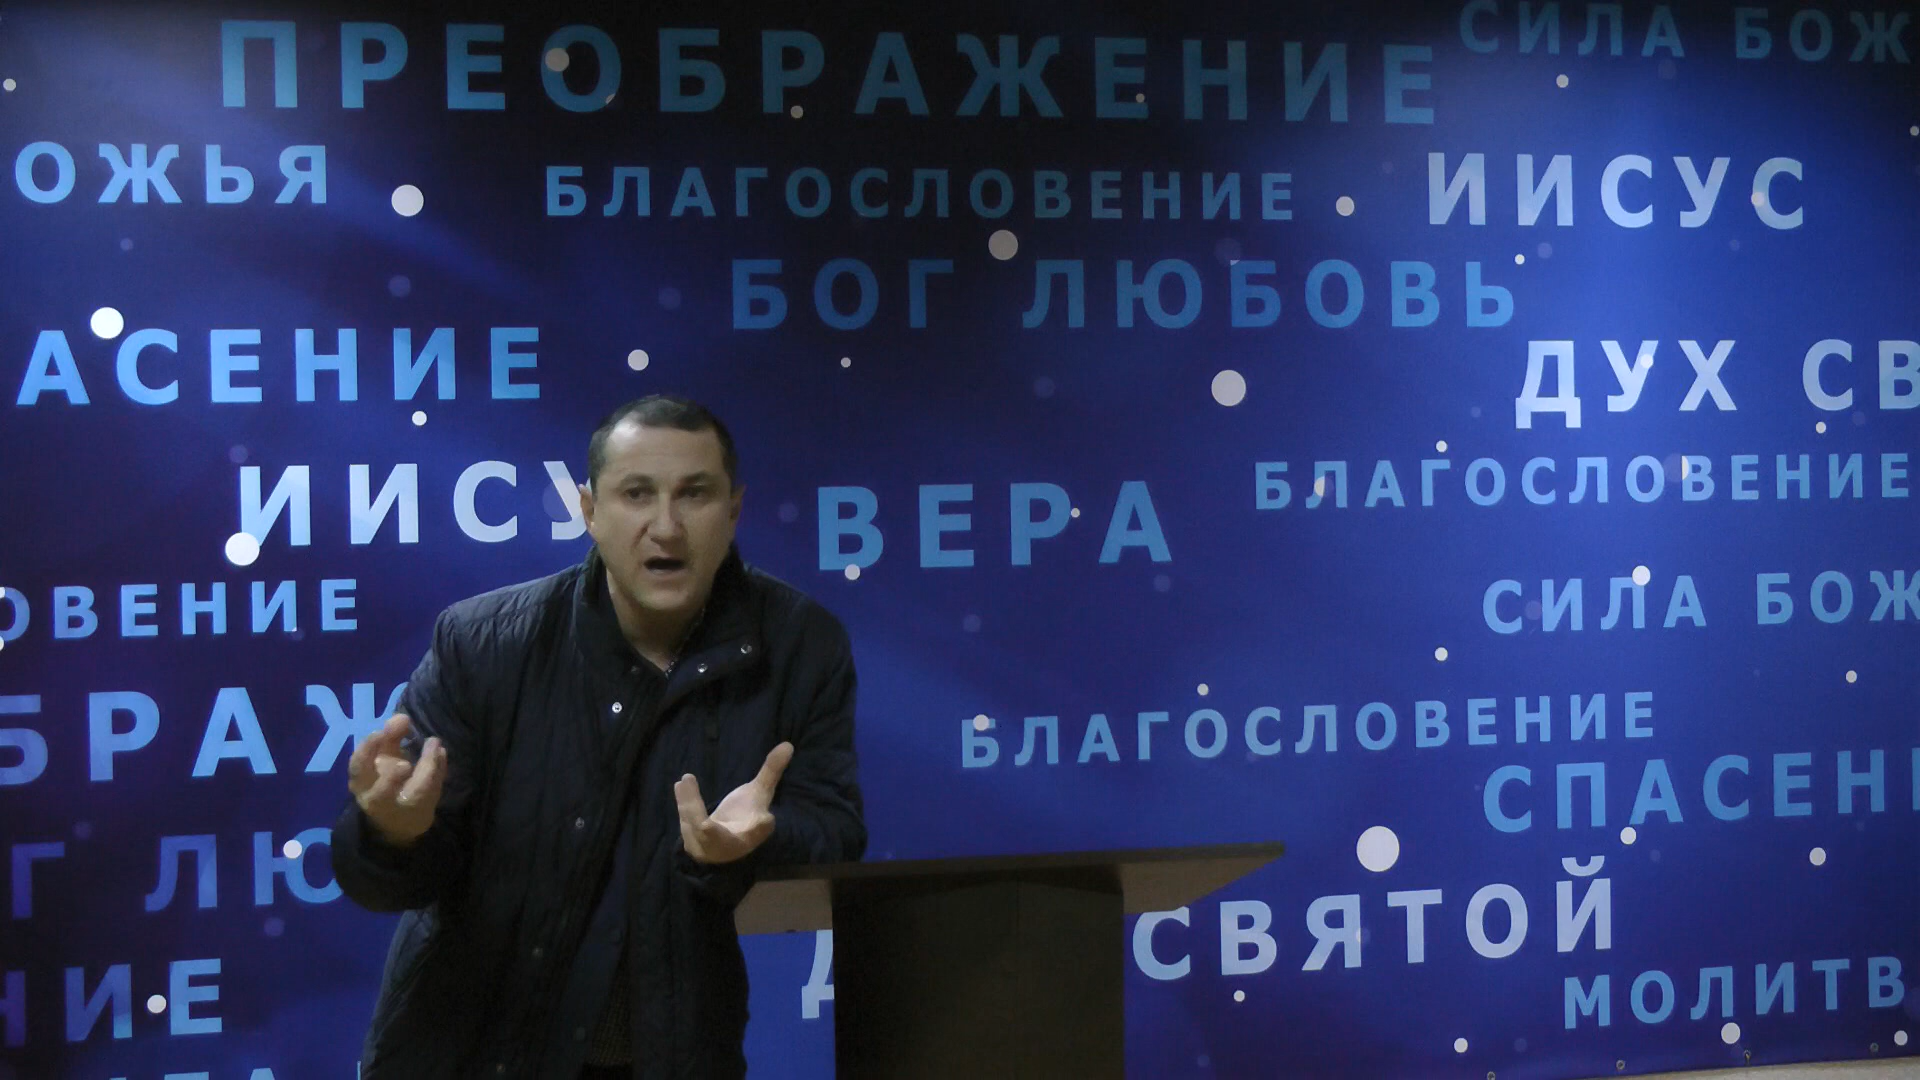 ПРЕОБРАЖЕНИЕ
СИЛА БОЖ
ОЖЬЯ
БЛАГОСЛОВЕНИЕ
ИИСУС
БОГ ЛЮБОВЬ
АСЕНИЕ
ДУХ СВ
ИИСУ
ВЕРА
БЛАГОСЛОВЕНИЕ
ОВЕНИЕ
СИЛА БОЖ
БРАЖ
БЛАГОСЛОВЕНИЕ
СПАСЕНИ
Г ЛЮ
СВЯТОЙ
НИЕ
МОЛИТВ